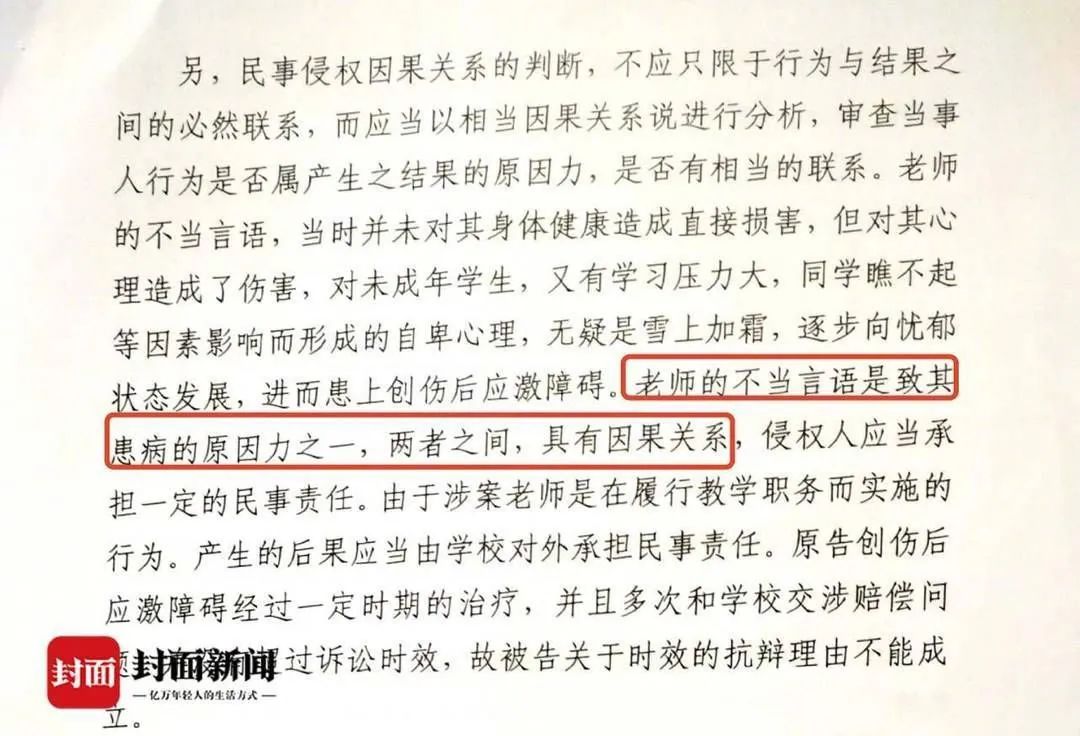 另，民事侵权因果关系的判断，不应只限于行为与结果之
间的必然联系，而应当以相当因果关系说进行分析，审查当事
人行为是否属产生之结果的原因力，是否有相当的联系。老师
的不当言语，当时并未对其身体健康造成直接损害，但对其心
理造成了伤害，对未成年学生，又有学习压力大，同学瞧不起
等因素影响而形成的自卑心理，无疑是雪上加霜，逐步向忧郁
状态发展，进而患上创伤后应激障碍。老师的不当言语是致其
患病的原因力之一，两者之间，具有因果关系，侵权人应当承
担一定的民事责任。由于涉案老师是在履行教学职务而实施的
行为。产生的后果应当由学校对外承担民事责任。原告创伤后
应激障碍经过一定时期的治疗，并且多次和学校交涉赔偿问
过诉讼时效，故被告关于时效的抗辩理由不能成
立。
封面
封面新闻
—亿万年轻人的生活方式—